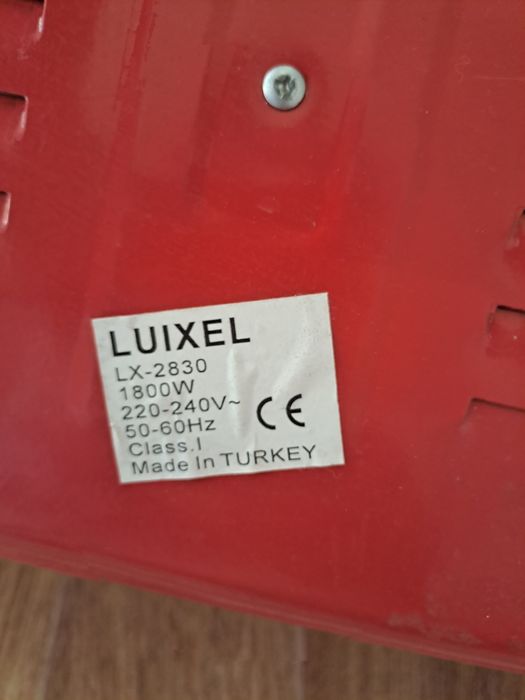 LUIXEL
LX-2830
1800W
220-240V~
50-60Hz
CE
Class.I
Made In TURKEY